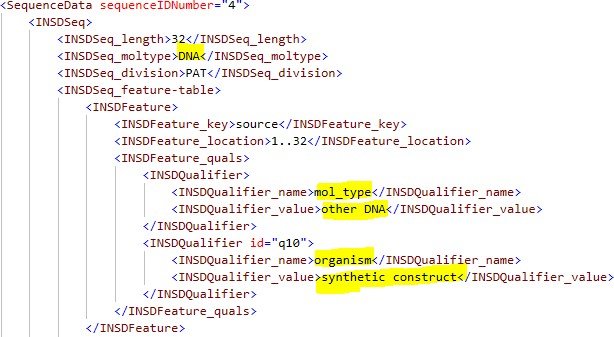 <SequenceData sequenceIDNumber="4">
<INSDSeq>
<INSDSeq_length>32</INSDSeq_length>
<INSDSeq_moltype>DNA</INSDSeq_moltype>
<INSDSeq_division>PAT</INSDSeq_division>
<INSDSeq_feature-table>
<INSDFeature>
<INSDFeature_key>source</INSDFeature_key>
<INSDFeature_location>1..32</INSDFeature_location>
<INSDFeature_quals>
<INSDQualifier>
<INSDQualifier_name>mol_type</INSDQualifier_name>
<INSDQualifier_value>other DNA</INSDQualifier_value>
</INSDQualifier>
<INSDQualifier id="q10">
<INSDQualifier_name>organism</INSDQualifier_name>
<INSDQualifier_value>synthetic construct</INSDQualifier_value>
</INSDQualifier>
</INSDFeature_quals>
</INSDFeature>